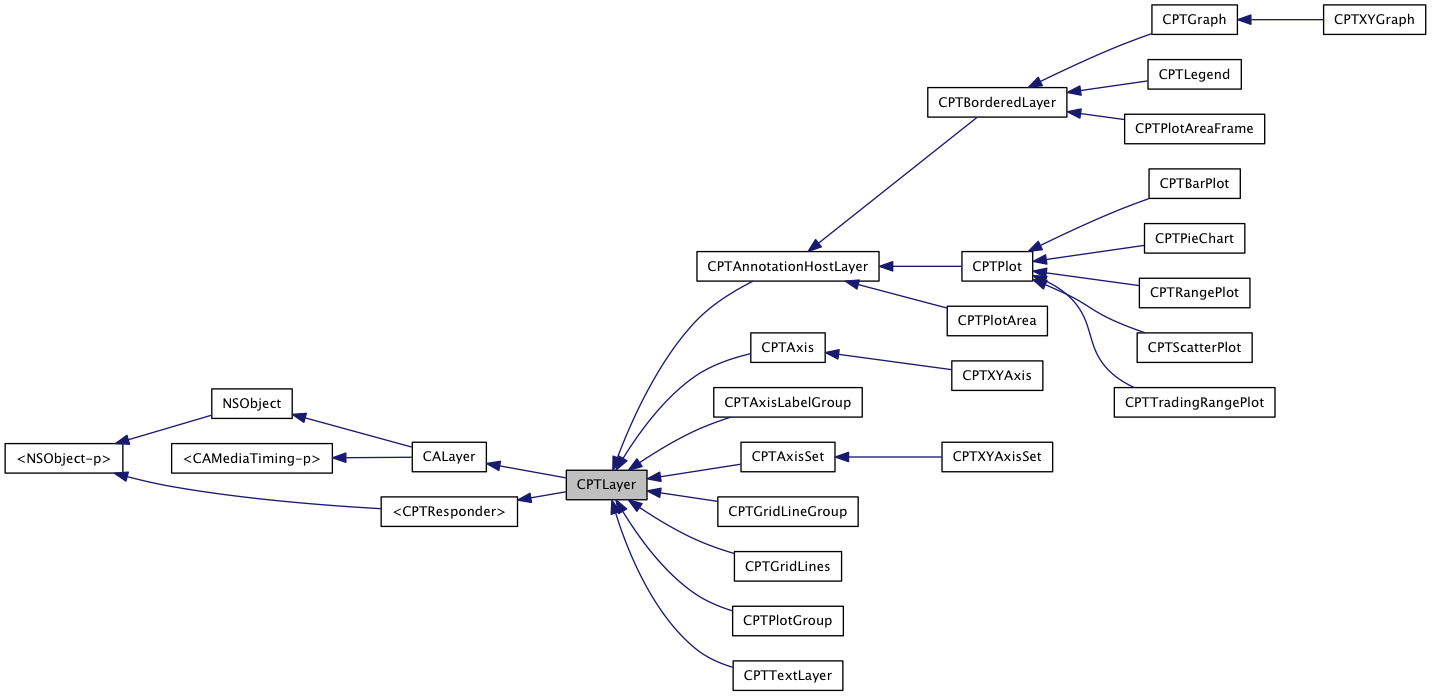 CPTGraph
CPTXYGraph
CPTLegend
CPTBorderedLayer
CPTPlotAreaFrame
CPTBarPlot
CPTPieChart
CPTAnnotationHostLayer
CPTPlot
CPTRangePlot
CPTPlotArea
CPTAxis
CPTScatterPlot
CPTXYAxis
NSObject
CPTAxisLabelGroup
CPTTradingRangePlot
<NSObject-p>
<CAMediaTiming-p>
CALayer
CPTAxisSet
CPTXYAxisSet
CPTLayer
<CPTResponder>
CPTGridLineGroup
CPTGridLines
CPTPlotGroup
CPTTextLayer